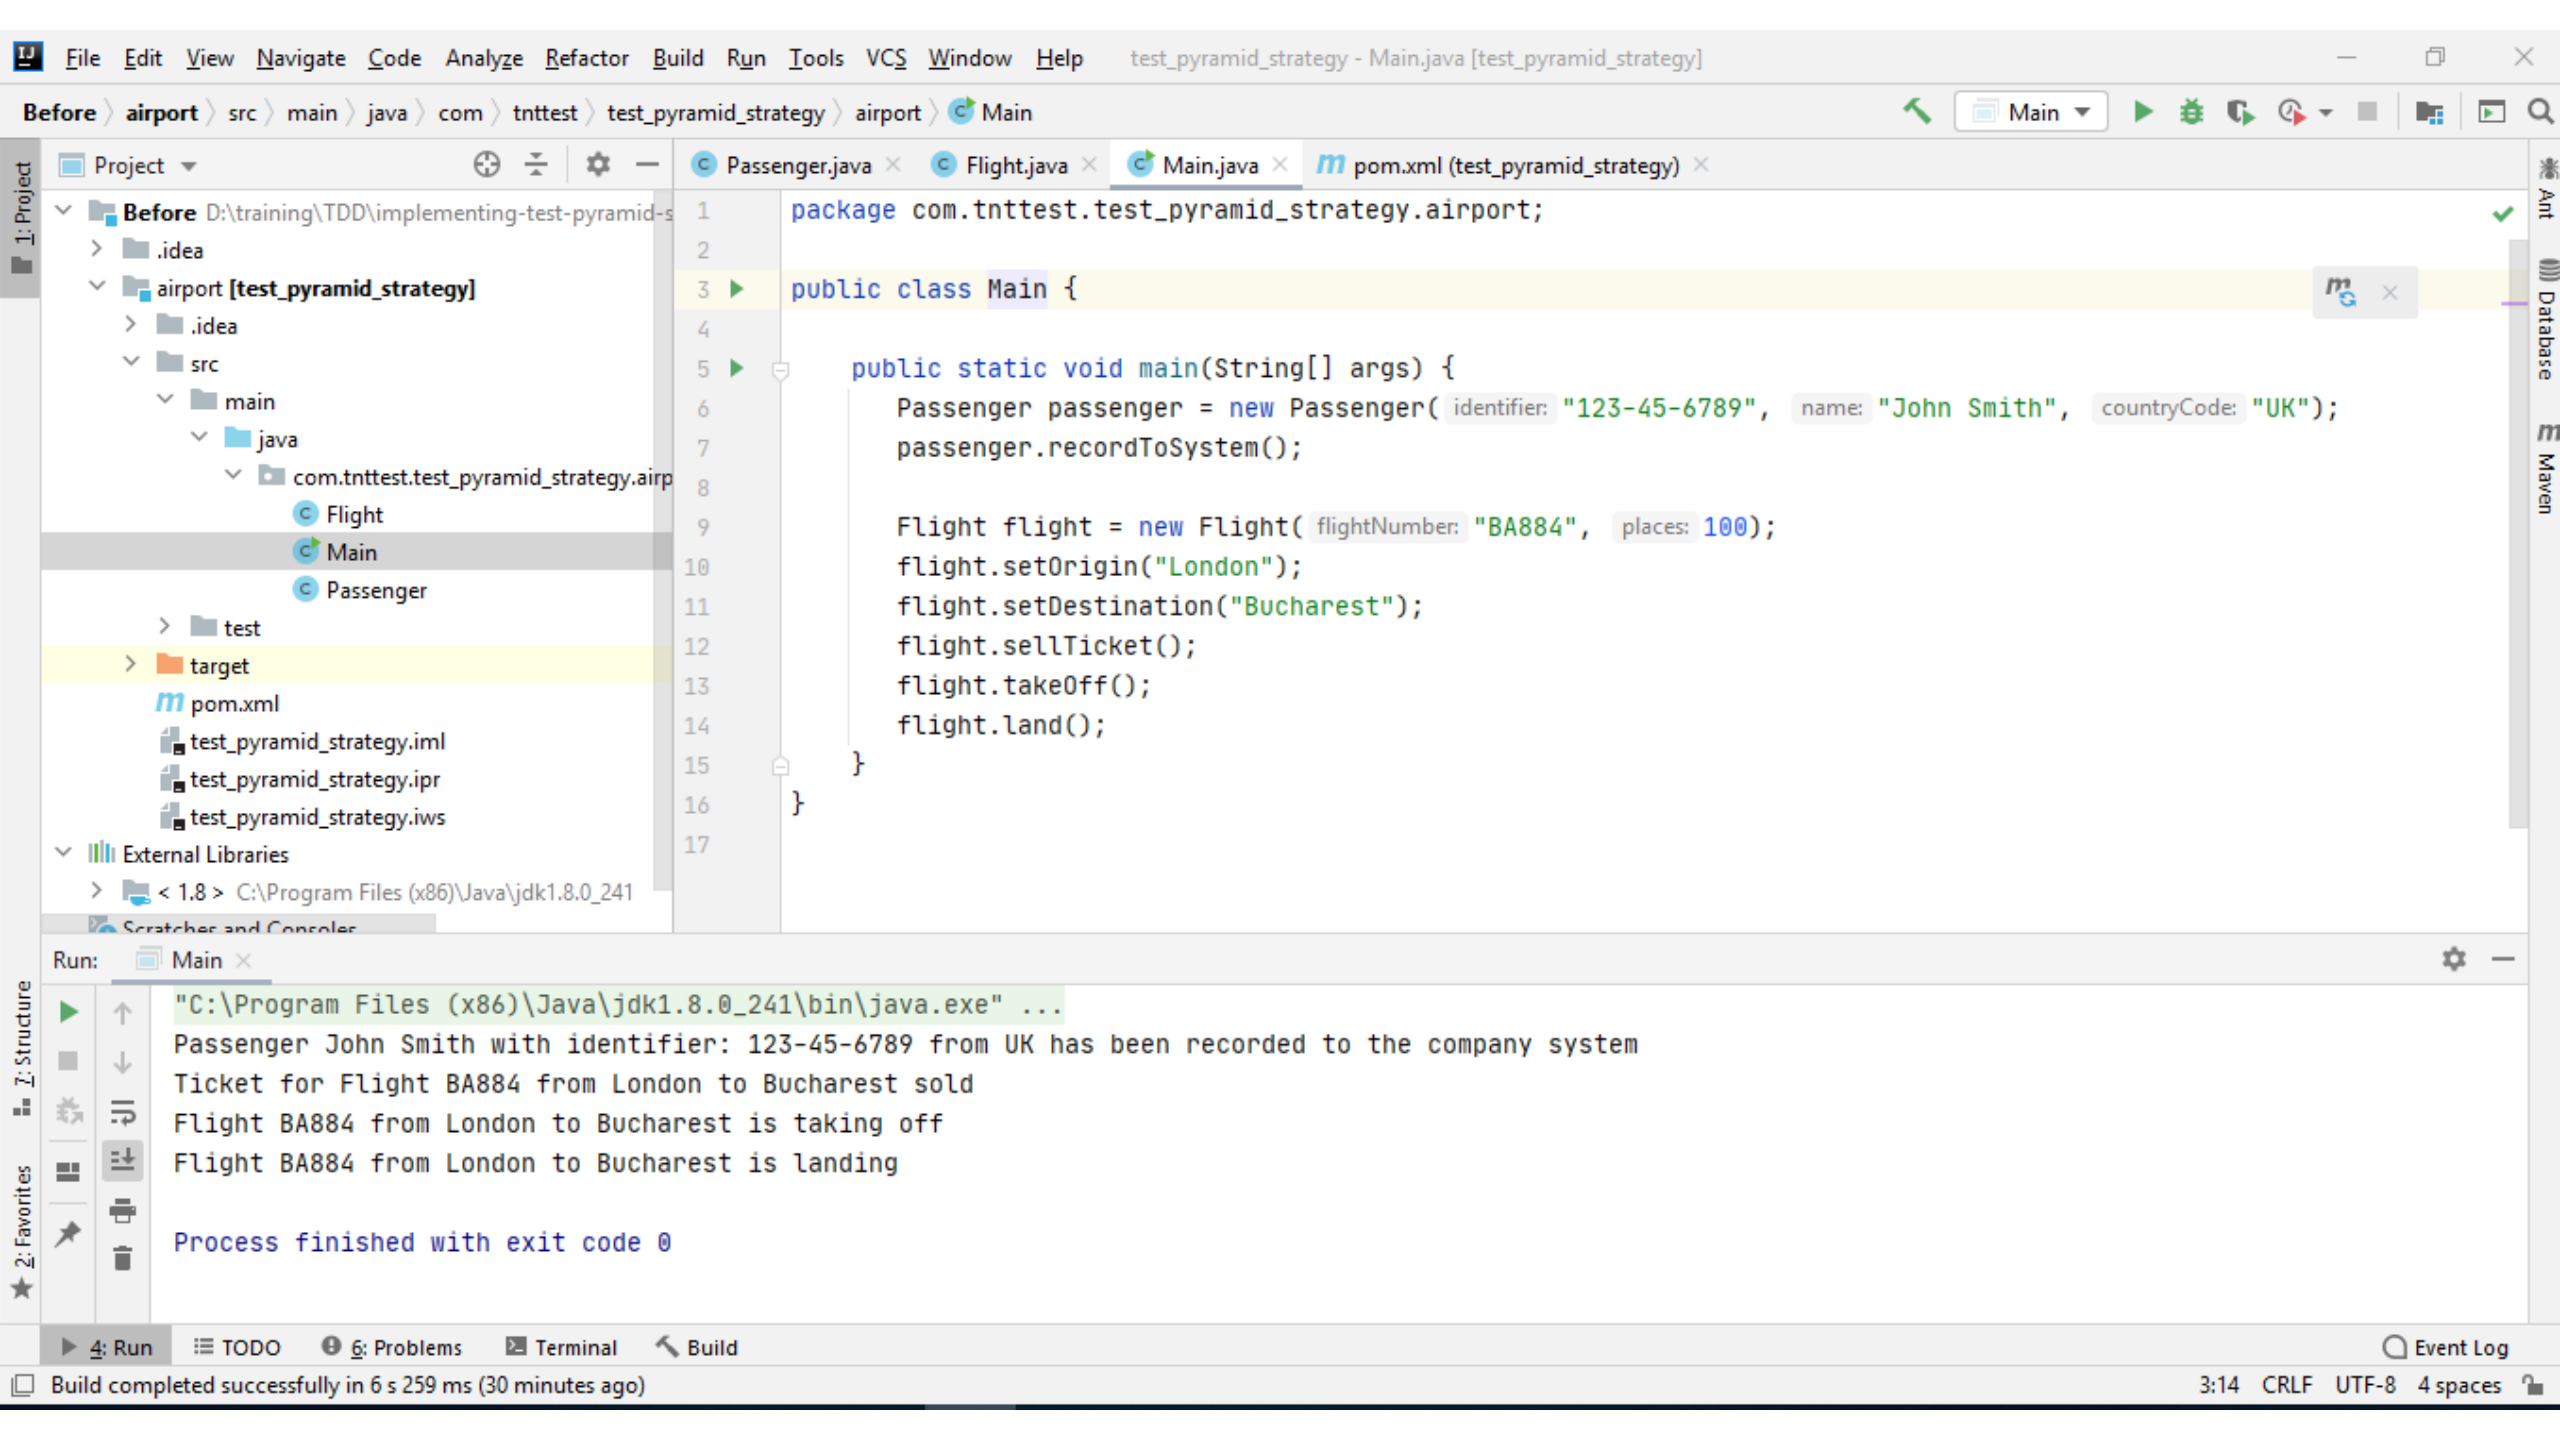 File Edit View Navigate Code Analyze Refactor Build Run Tools VCS Window Help test_pyramid_strategy - Main.java [test_pyramid_strategy]
Before airport src main java com tnttest test_pyramid_strategy airport Main
Main
1: Project
Project
Passenger.java Flight.java Main.java pom.xml (test_pyramid_strategy)
Before D:\training\TDD\implementing-test-pyramid-s
.idea
airport [test_pyramid_strategy]
.idea
src
main
java
com.tnttest.test_pyramid_strategy.airp
Flight
Main
Passenger
test
target
pom.xml
test_pyramid_strategy.iml
test_pyramid_strategy.ipr
test_pyramid_strategy.iws
External Libraries
< 1.8 > C:\Program Files (x86)\Java\jdk1.8.0_241
Scratches and Consoles
1 package com.tnttest.test_pyramid_strategy.airport;
2
3 public class Main {
4
5 public static void main(String[] args) {
6 Passenger passenger = new Passenger( identifier: "123-45-6789", name: "John Smith", countryCode: "UK");
7 passenger.recordToSystem();
8
9 Flight flight = new Flight( flightNumber: "BA884", places: 100);
10 flight.setOrigin("London");
11 flight.setDestination("Bucharest");
12 flight.sellTicket();
13 flight.takeOff();
14 flight.land();
15 }
16 }
17
Ant
Database
Maven
Run: Main
"C:\Program Files (x86)\Java\jdk1.8.0_241\bin\java.exe" ...
Passenger John Smith with identifier: 123-45-6789 from UK has been recorded to the company system
Ticket for Flight BA884 from London to Bucharest sold
Flight BA884 from London to Bucharest is taking off
Flight BA884 from London to Bucharest is landing
Process finished with exit code 0
7: Structure
2: Favorites
4: Run TODO 6: Problems Terminal Build Event Log
Build completed successfully in 6 s 259 ms (30 minutes ago) 3:14 CRLF UTF-8 4 spaces